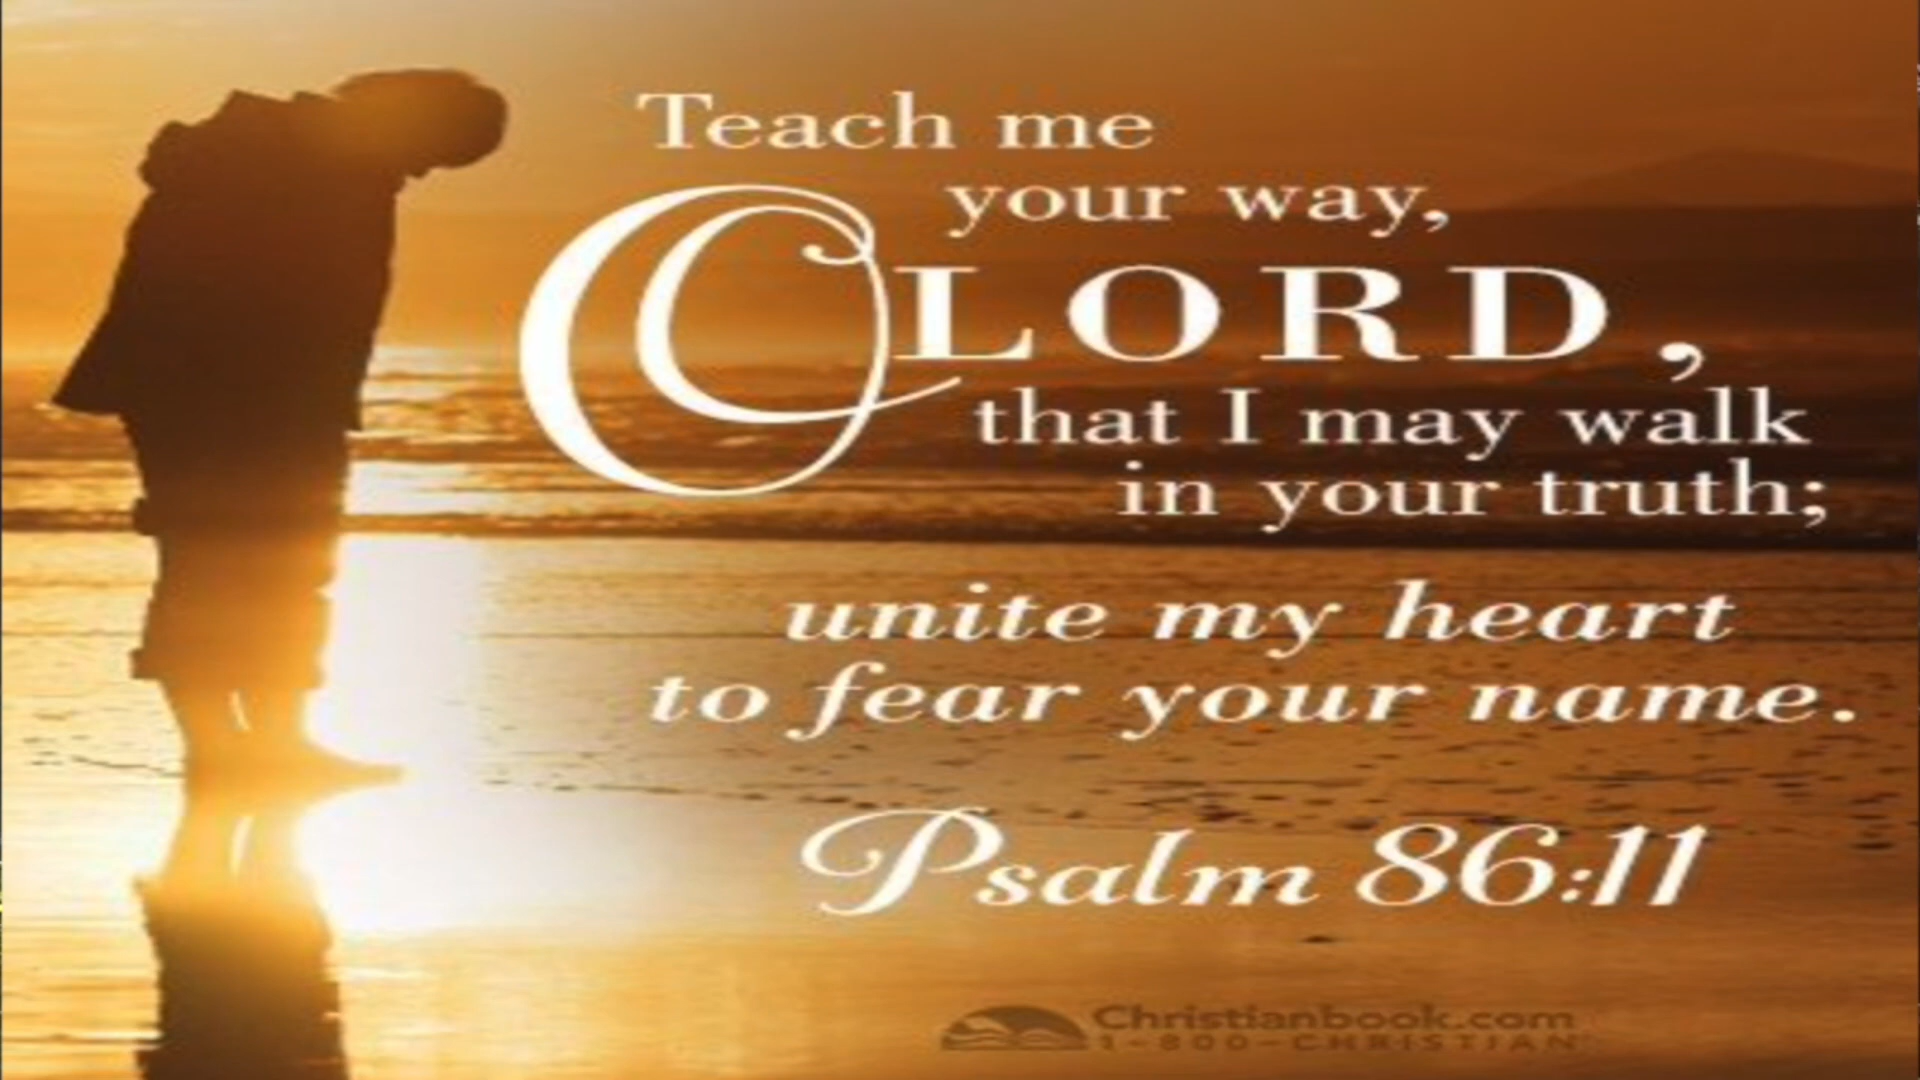 Teach me
your way,
O LORD,
that I may walk
in your truth;
unite my heart
to fear your name.
Psalm 86:11
Christianbook.com
1-800-CHRISTIAN